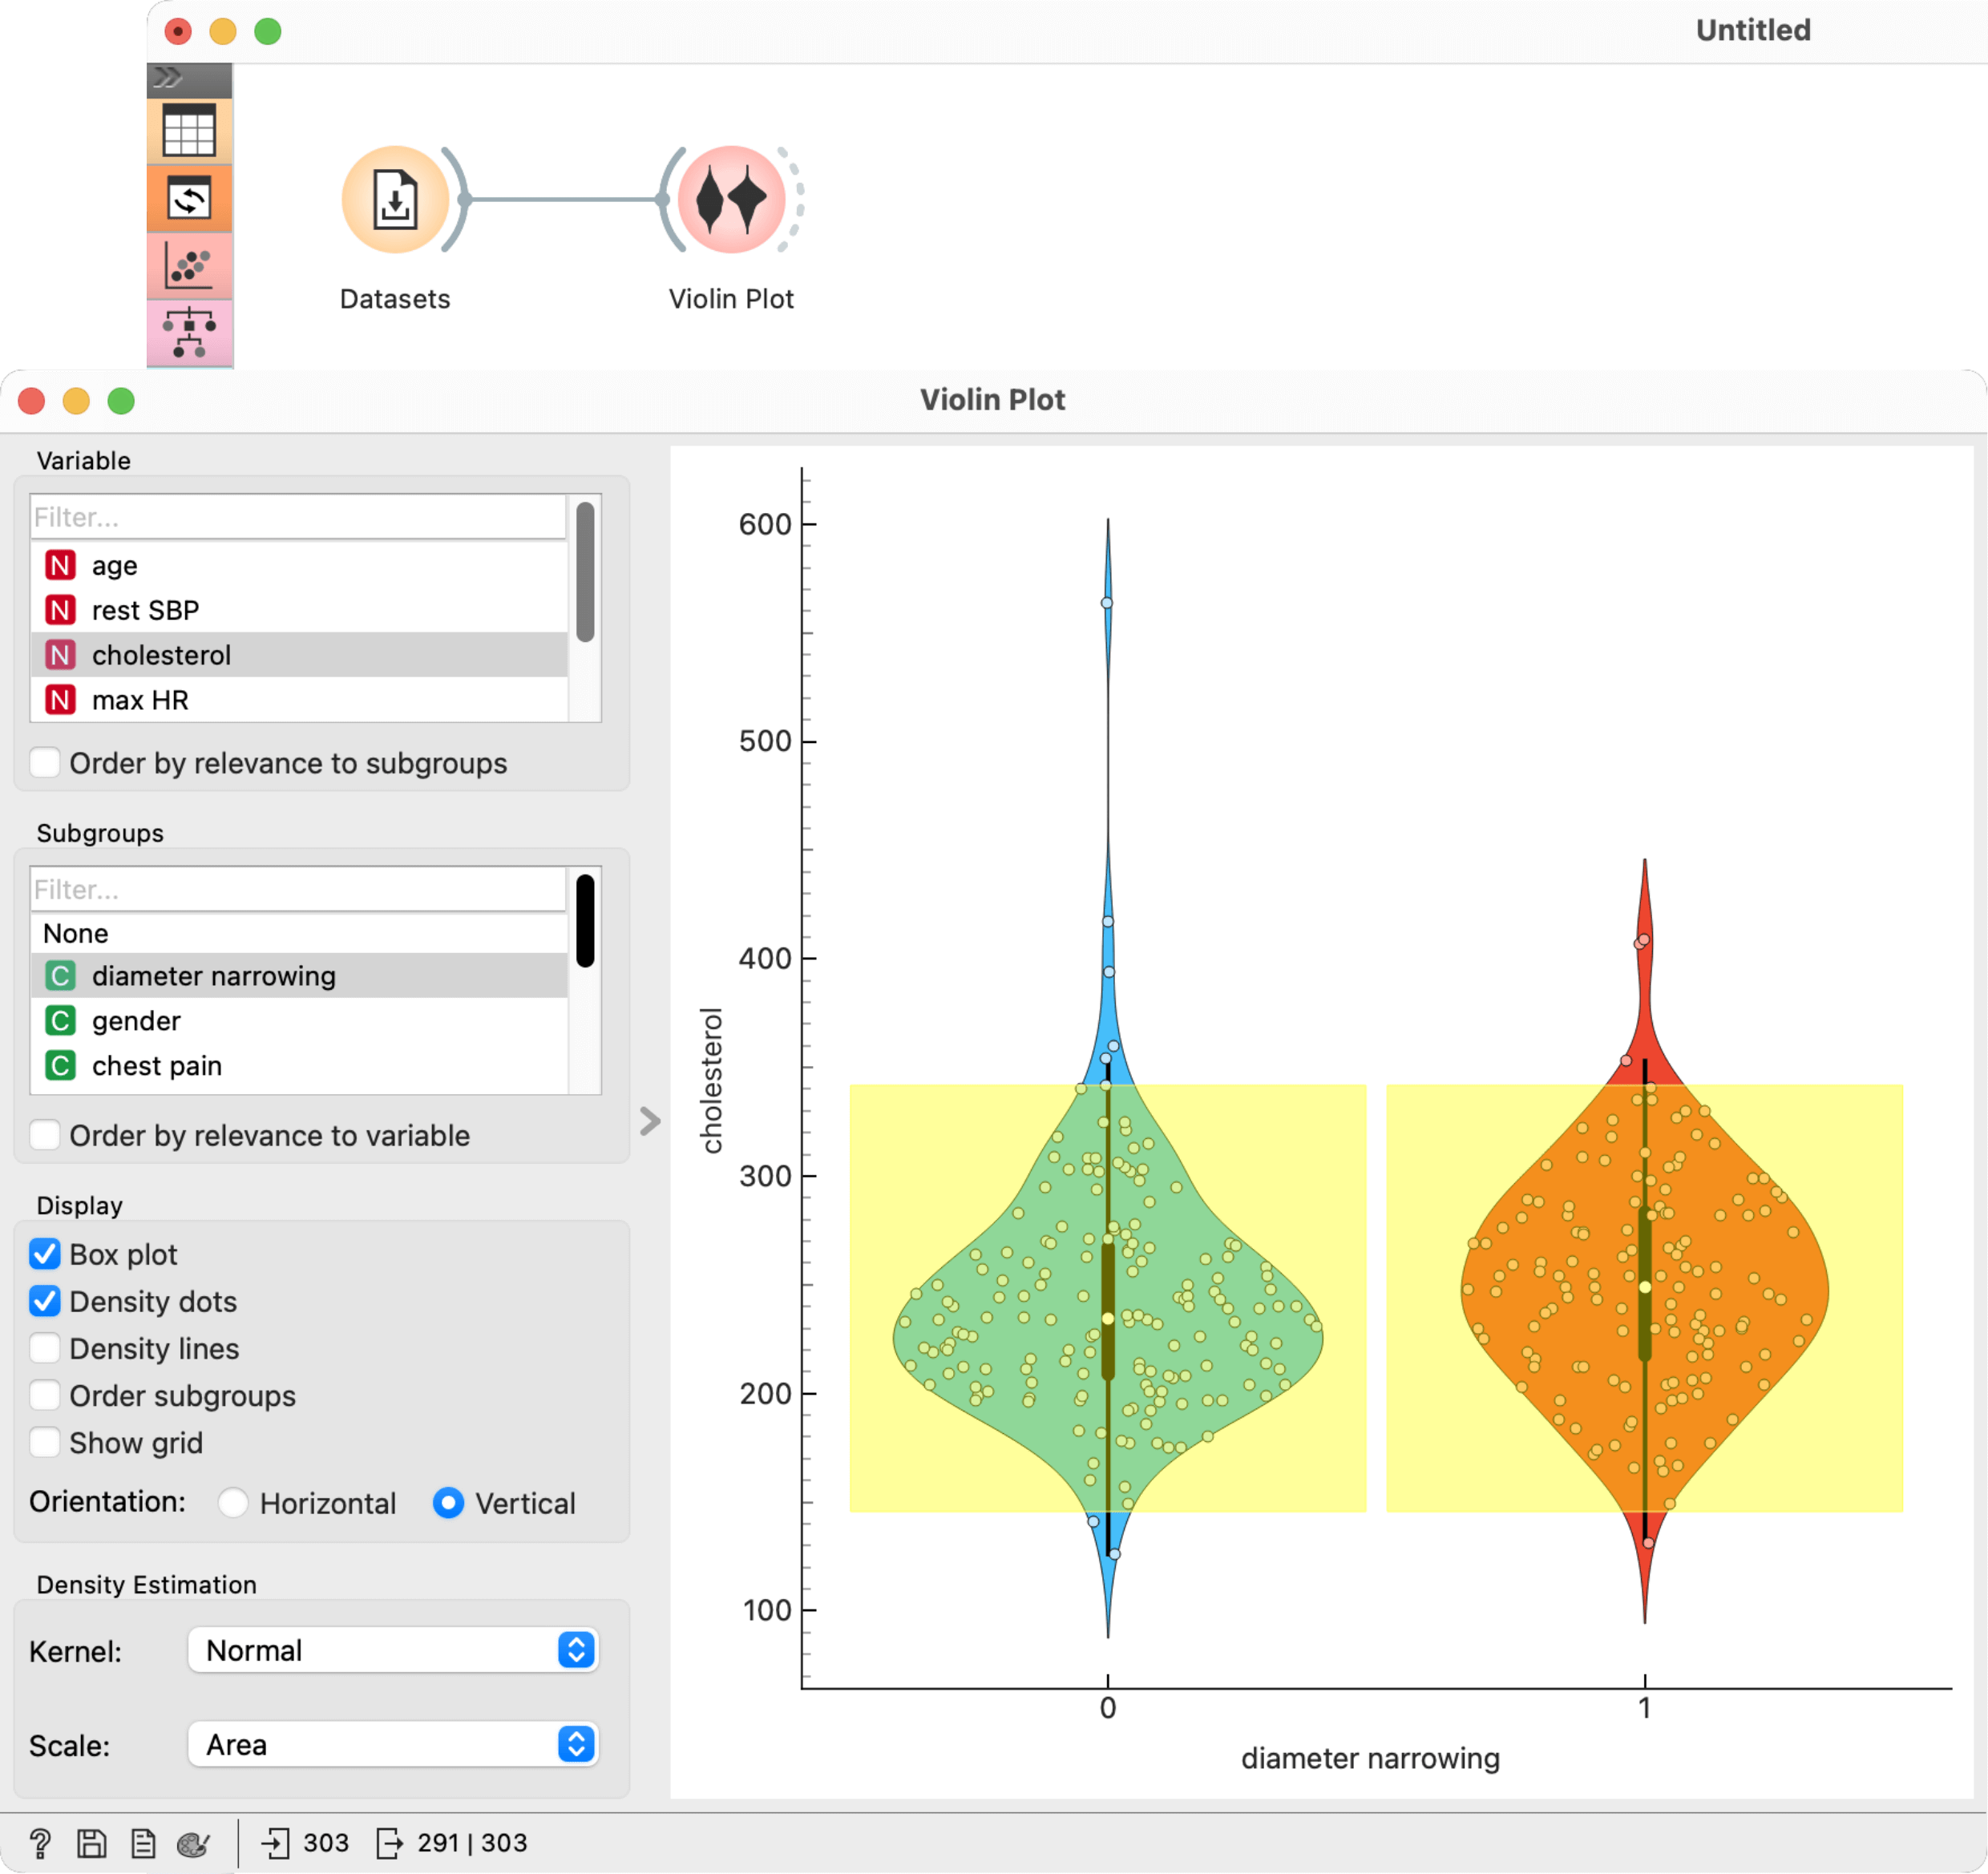 Untitled
Datasets
Violin Plot
Violin Plot
Variable
Filter...
N age
N rest SBP
N cholesterol
N max HR
Order by relevance to subgroups
Subgroups
Filter...
None
C diameter narrowing
C gender
C chest pain
Order by relevance to variable
Display
Box plot
Density dots
Density lines
Order subgroups
Show grid
Orientation: Horizontal Vertical
Density Estimation
Kernel: Normal
Scale: Area
600
500
400
300
200
100
cholesterol
0 1
diameter narrowing
? 303 291 | 303